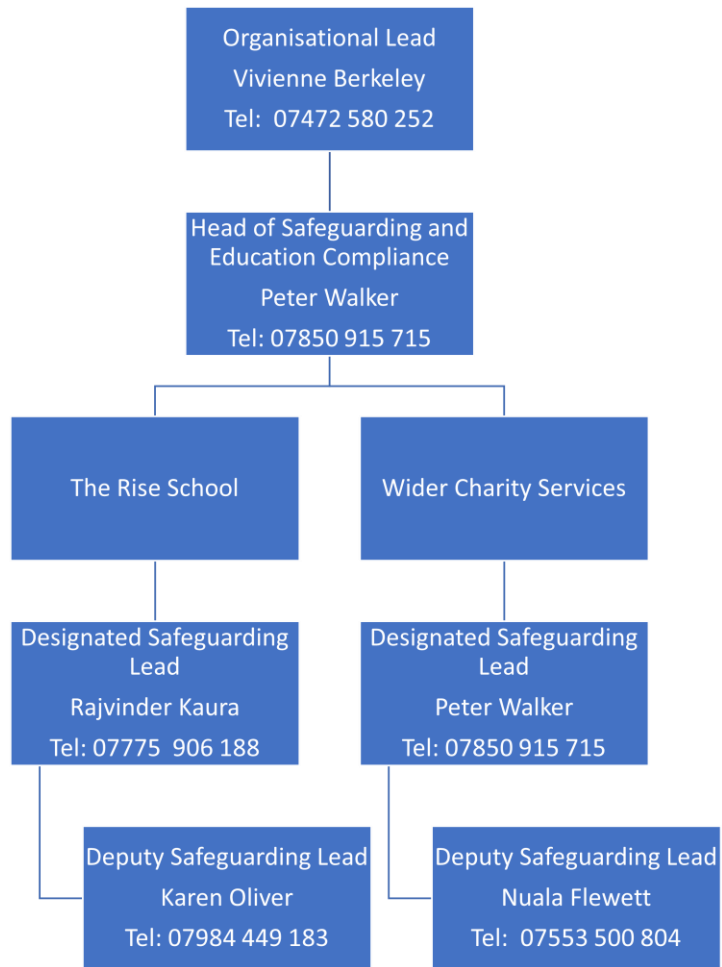 Organisational Lead
Vivienne Berkeley
Tel:  07472 580 252
Head of Safeguarding and
Education Compliance
Peter Walker
Tel: 07850 915 715
The Rise School
Wider Charity Services
Designated Safeguarding
Lead
Rajvinder Kaura
Tel: 07775  906 188
Designated Safeguarding
Lead
Peter Walker
Tel: 07850 915 715
Deputy Safeguarding Lead
Karen Oliver
Tel: 07984 449 183
Deputy Safeguarding Lead
Nuala Flewett
Tel:  07553 500 804